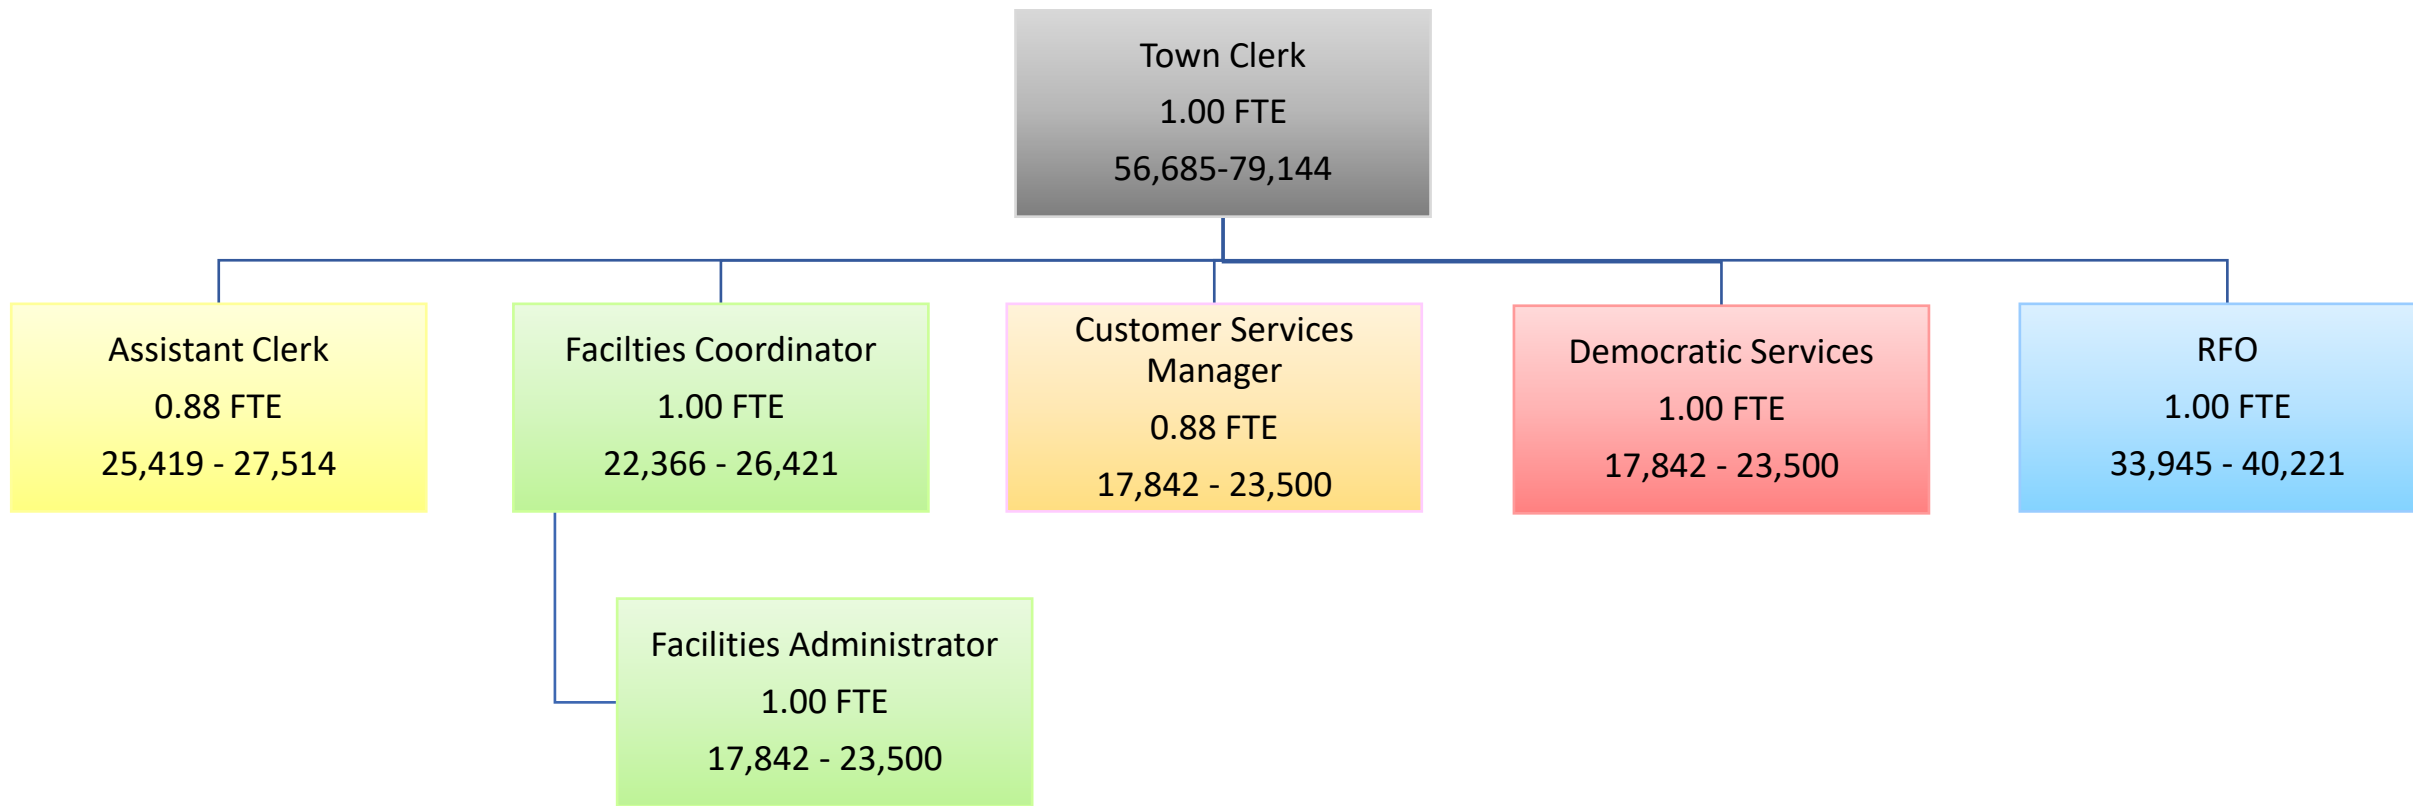 Town Clerk
1.00 FTE
56,685-79,144
Assistant Clerk
0.88 FTE
25,419 - 27,514
Facilties Coordinator
1.00 FTE
22,366 - 26,421
Customer Services
Manager
0.88 FTE
17,842 - 23,500
Democratic Services
1.00 FTE
17,842 - 23,500
RFO
1.00 FTE
33,945 - 40,221
Facilities Administrator
1.00 FTE
17,842 - 23,500